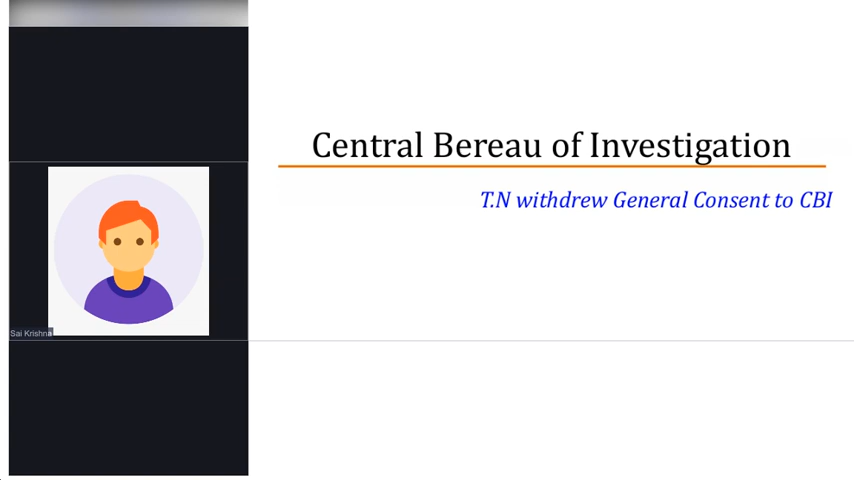 Central Bereau of Investigation
T.N withdrew General Consent to CBI
Sai Krishna